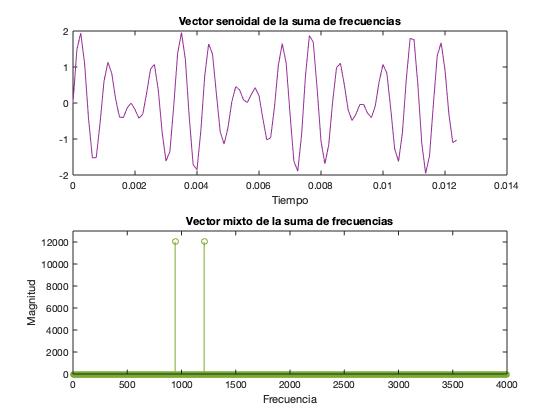 Vector senoidal de la suma de frecuencias
2
1
0
-1
-2
0 0.002 0.004 0.006 0.008 0.01 0.012 0.014
Tiempo
Vector mixto de la suma de frecuencias
12000
10000
8000
6000
4000
2000
0
Magnitud
0 500 1000 1500 2000 2500 3000 3500 4000
Frecuencia